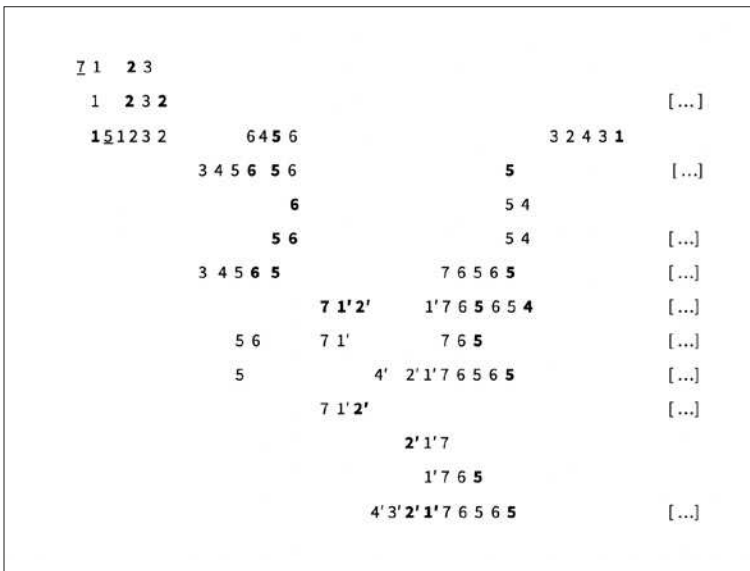 7 1 2 3
1 2 3 2 [...]
1 5 1 2 3 2 6 4 5 6 3 2 4 3 1
3 4 5 6 5 6 5 [...]
6 5 4
5 6 5 4 [...]
3 4 5 6 5 7 6 5 6 5 [...]
7 1' 2' 1' 7 6 5 6 5 4 [...]
5 6 7 1' 7 6 5 [...]
5 4' 2' 1' 7 6 5 6 5 [...]
7 1' 2' [...]
2' 1' 7
1' 7 6 5
4' 3' 2' 1' 7 6 5 6 5 [...]